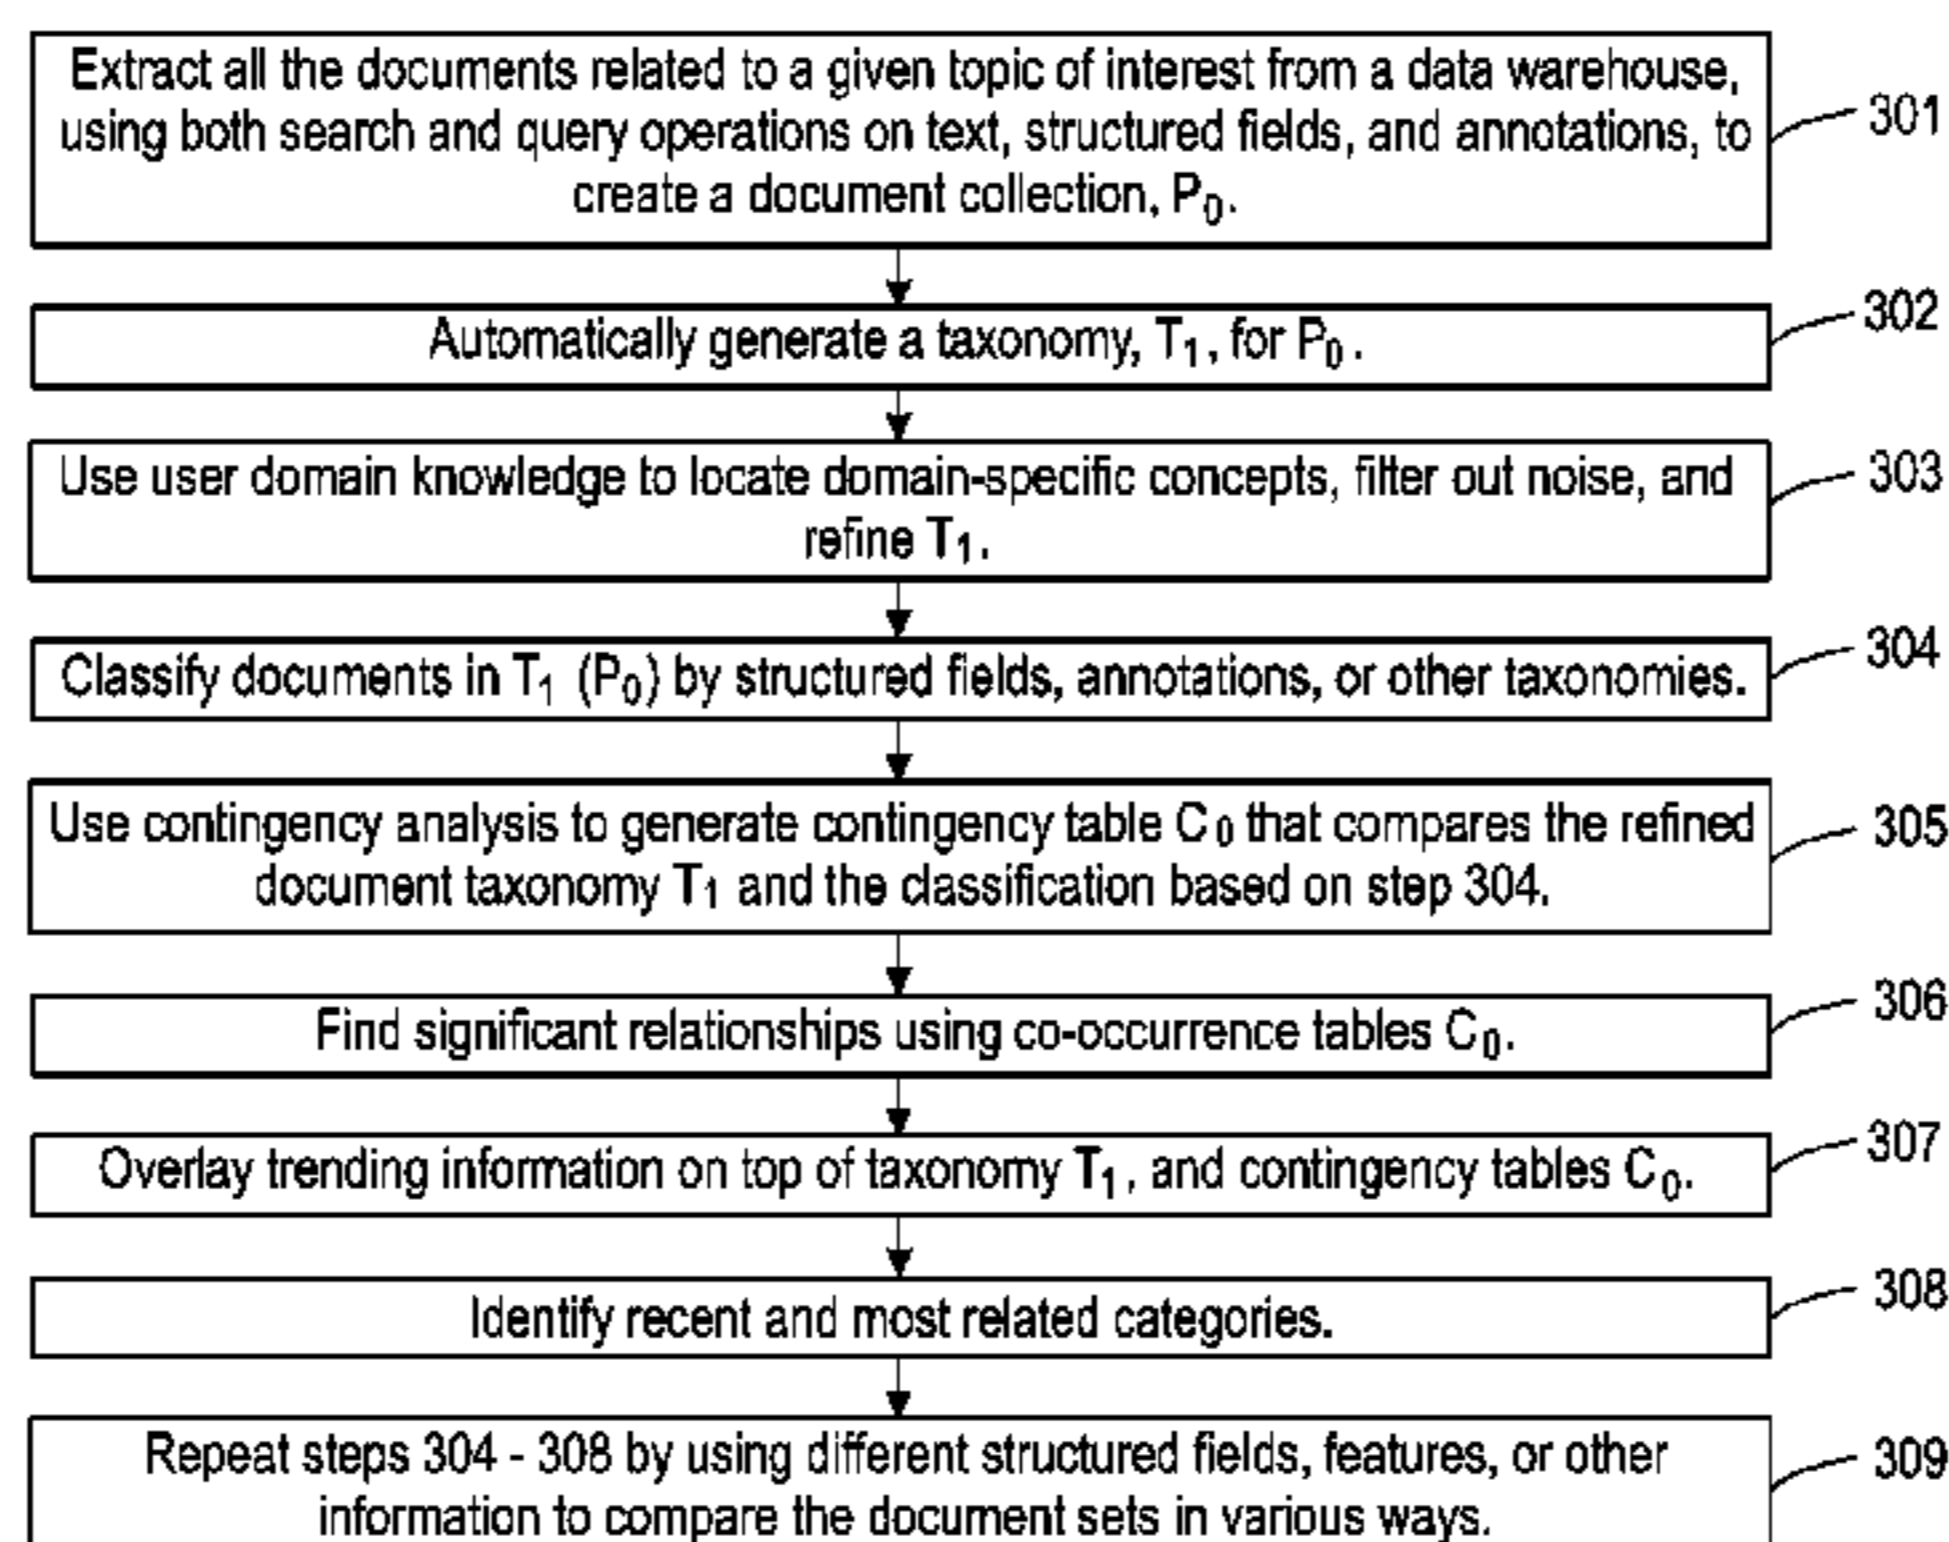 Extract all the documents related to a given topic of interest from a data warehouse,
using both search and query operations on text, structured fields, and annotations, to
create a document collection, P0.
301
Automatically generate a taxonomy, T1, for P0.
302
Use user domain knowledge to locate domain-specific concepts, filter out noise, and
refine T1.
303
Classify documents in T1 (P0) by structured fields, annotations, or other taxonomies.
304
Use contingency analysis to generate contingency table C0 that compares the refined
document taxonomy T1 and the classification based on step 304.
305
Find significant relationships using co-occurrence tables C0.
306
Overlay trending information on top of taxonomy T1, and contingency tables C0.
307
Identify recent and most related categories.
308
Repeat steps 304 - 308 by using different structured fields, features, or other
information to compare the document sets in various ways.
309